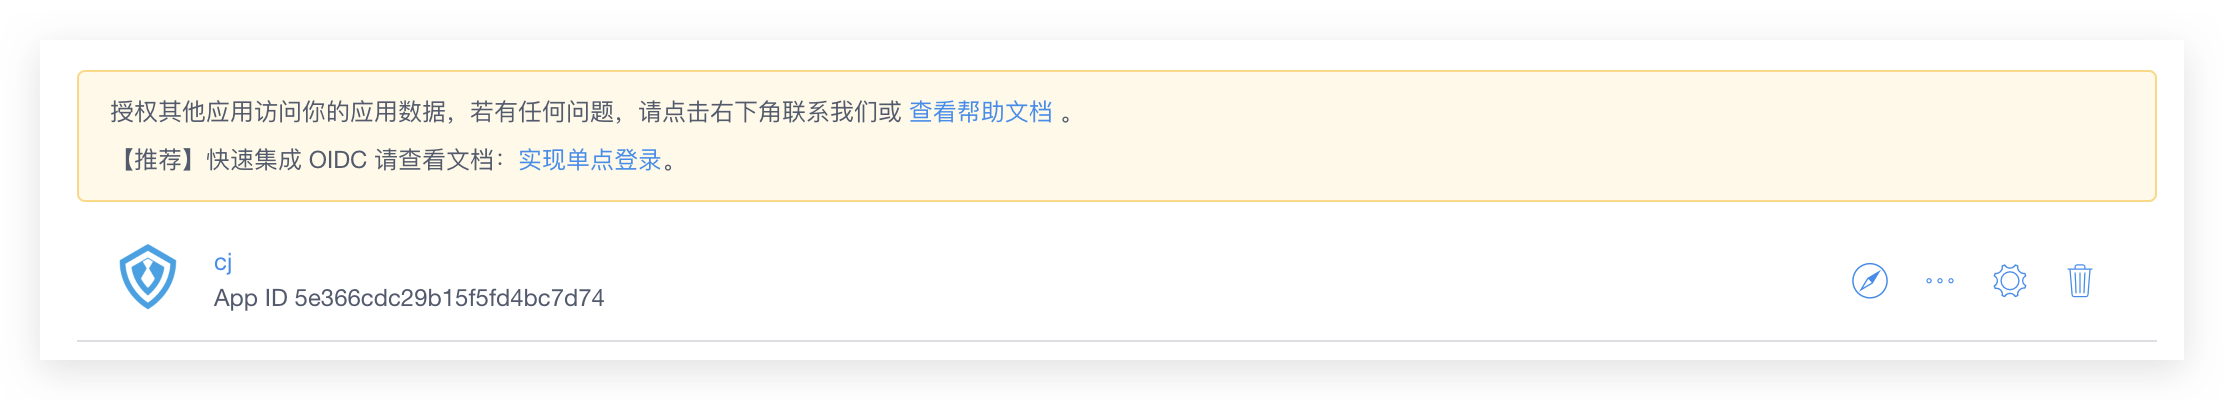 授权其他应用访问你的应用数据，若有任何问题，请点击右下角联系我们或 查看帮助文档 。
【推荐】快速集成 OIDC 请查看文档：实现单点登录。
cj
App ID 5e366cdc29b15f5fd4bc7d74